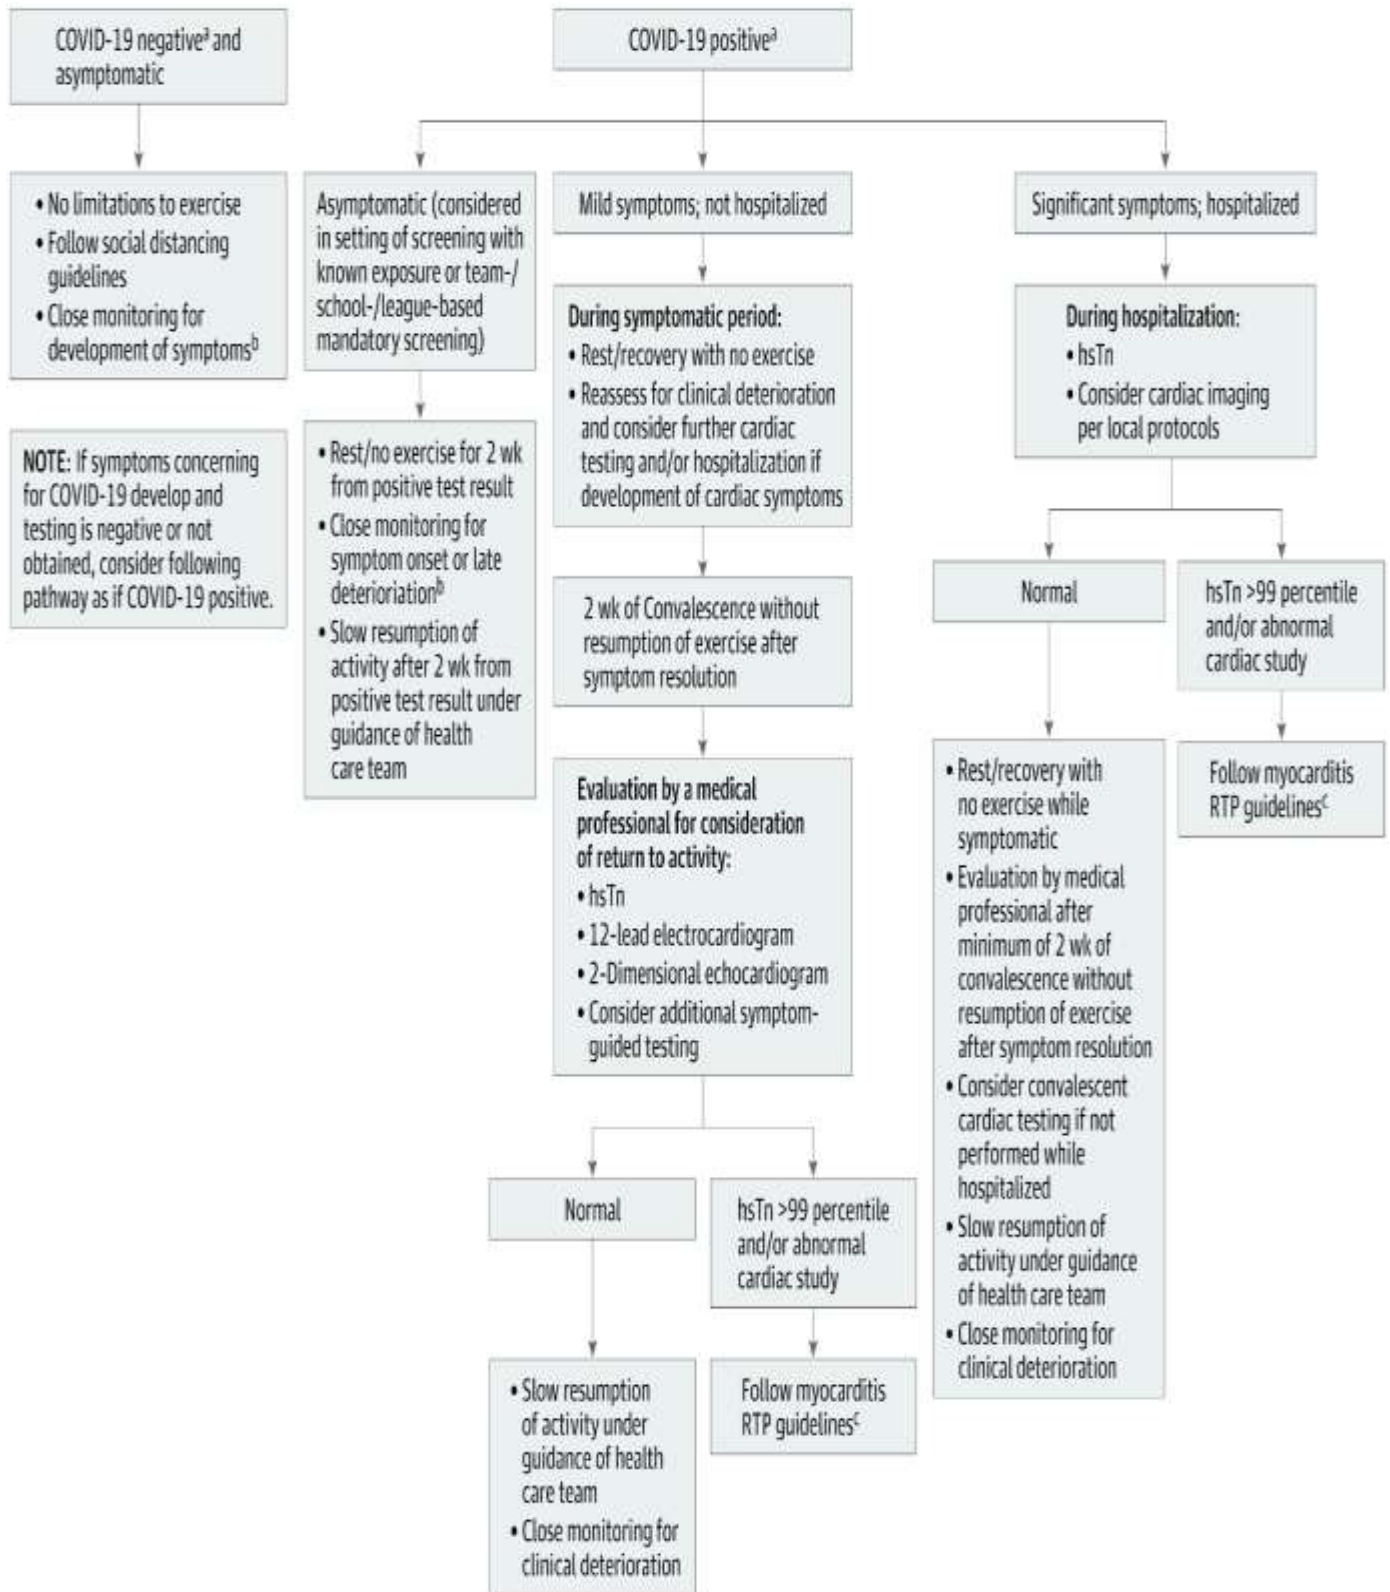 COVID-19 negativeᵃ and
asymptomatic
• No limitations to exercise
• Follow social distancing
guidelines
• Close monitoring for
development of symptomsᵇ
NOTE: If symptoms concerning
for COVID-19 develop and
testing is negative or not
obtained, consider following
pathway as if COVID-19 positive.
COVID-19 positiveᵃ
Asymptomatic (considered
in setting of screening with
known exposure or team-/
school-/league-based
mandatory screening)
• Rest/no exercise for 2 wk
from positive test result
• Close monitoring for
symptom onset or late
deterioriationᵇ
• Slow resumption of
activity after 2 wk from
positive test result under
guidance of health
care team
Mild symptoms; not hospitalized
During symptomatic period:
• Rest/recovery with no exercise
• Reassess for clinical deterioration
and consider further cardiac
testing and/or hospitalization if
development of cardiac symptoms
2 wk of Convalescence without
resumption of exercise after
symptom resolution
Evaluation by a medical
professional for consideration
of return to activity:
• hsTn
• 12-lead electrocardiogram
• 2-Dimensional echocardiogram
• Consider additional symptom-
guided testing
Normal
• Slow resumption
of activity under
guidance of health
care team
• Close monitoring for
clinical deterioration
hsTn >99 percentile
and/or abnormal
cardiac study
Follow myocarditis
RTP guidelinesᶜ
Significant symptoms; hospitalized
During hospitalization:
• hsTn
• Consider cardiac imaging
per local protocols
Normal
• Rest/recovery with
no exercise while
symptomatic
• Evaluation by medical
professional after
minimum of 2 wk of
convalescence without
resumption of exercise
after symptom resolution
• Consider convalescent
cardiac testing if not
performed while
hospitalized
• Slow resumption of
activity under guidance
of health care team
• Close monitoring for
clinical deterioration
hsTn >99 percentile
and/or abnormal
cardiac study
Follow myocarditis
RTP guidelinesᶜ